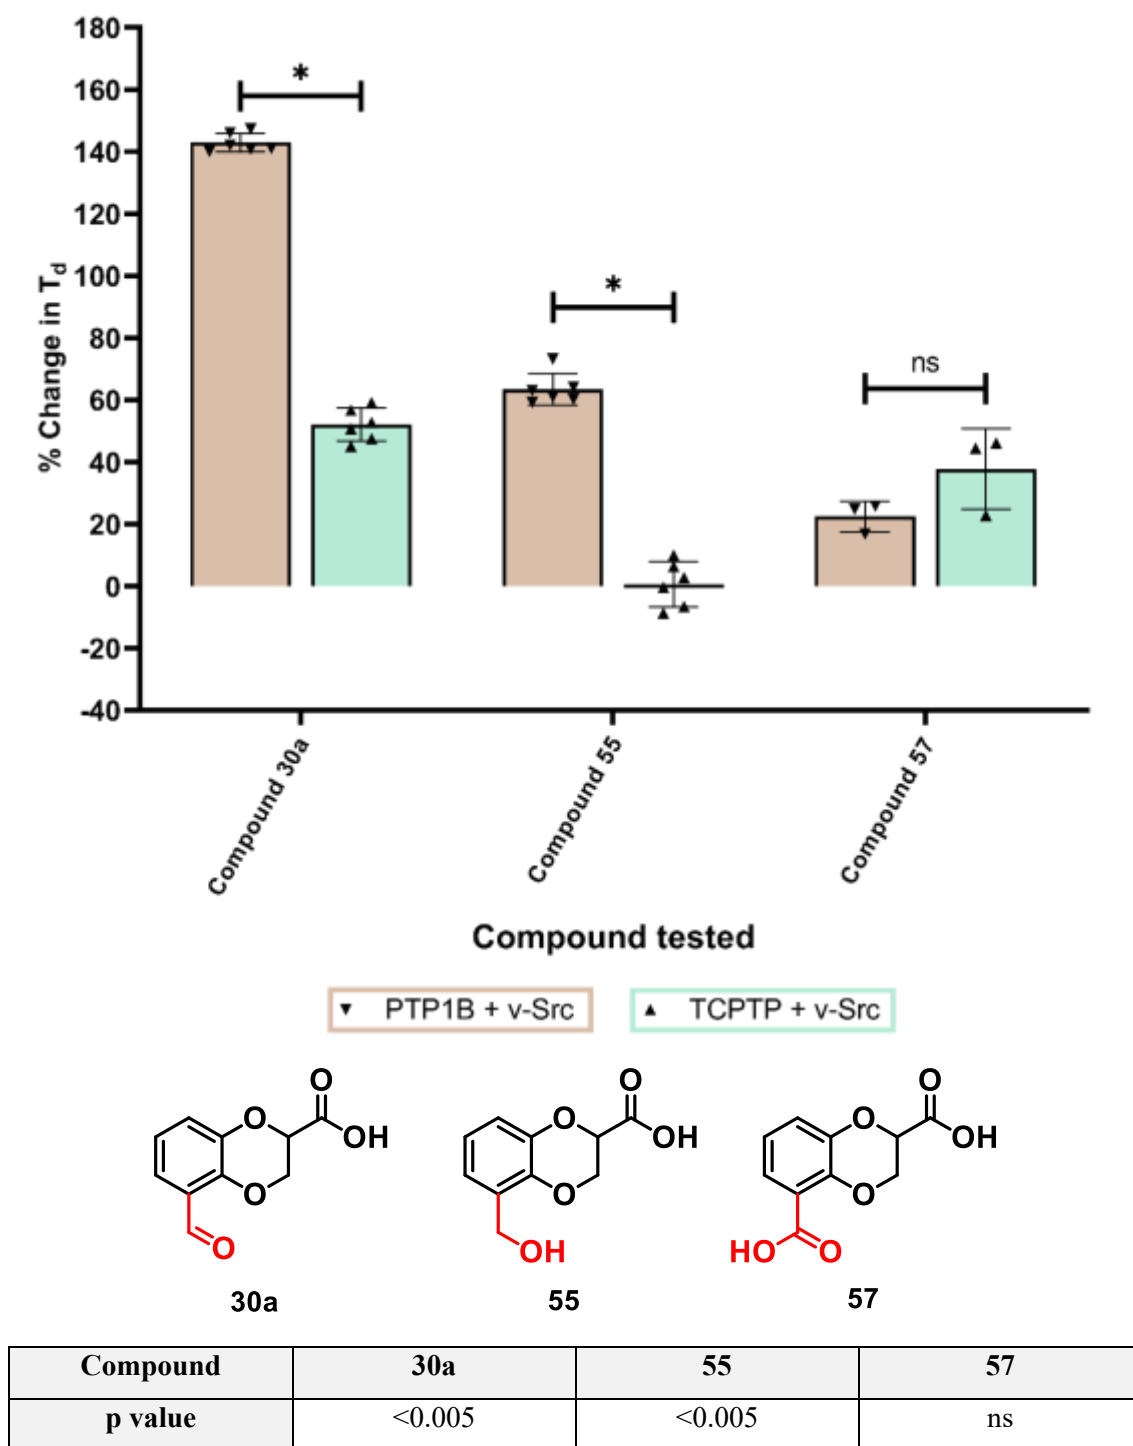 180
160
140
120
100
80
60
40
20
0
-20
-40
% Change in Td
*
*
ns
Compound 30a
Compound 55
Compound 57
Compound tested
PTP1B + v-Src
TCPTP + v-Src
O
O
OH
O
O
30a
O
O
OH
O
OH
55
O
O
OH
O
HO
O
57
Compound 30a 55 57
p value <0.005 <0.005 ns